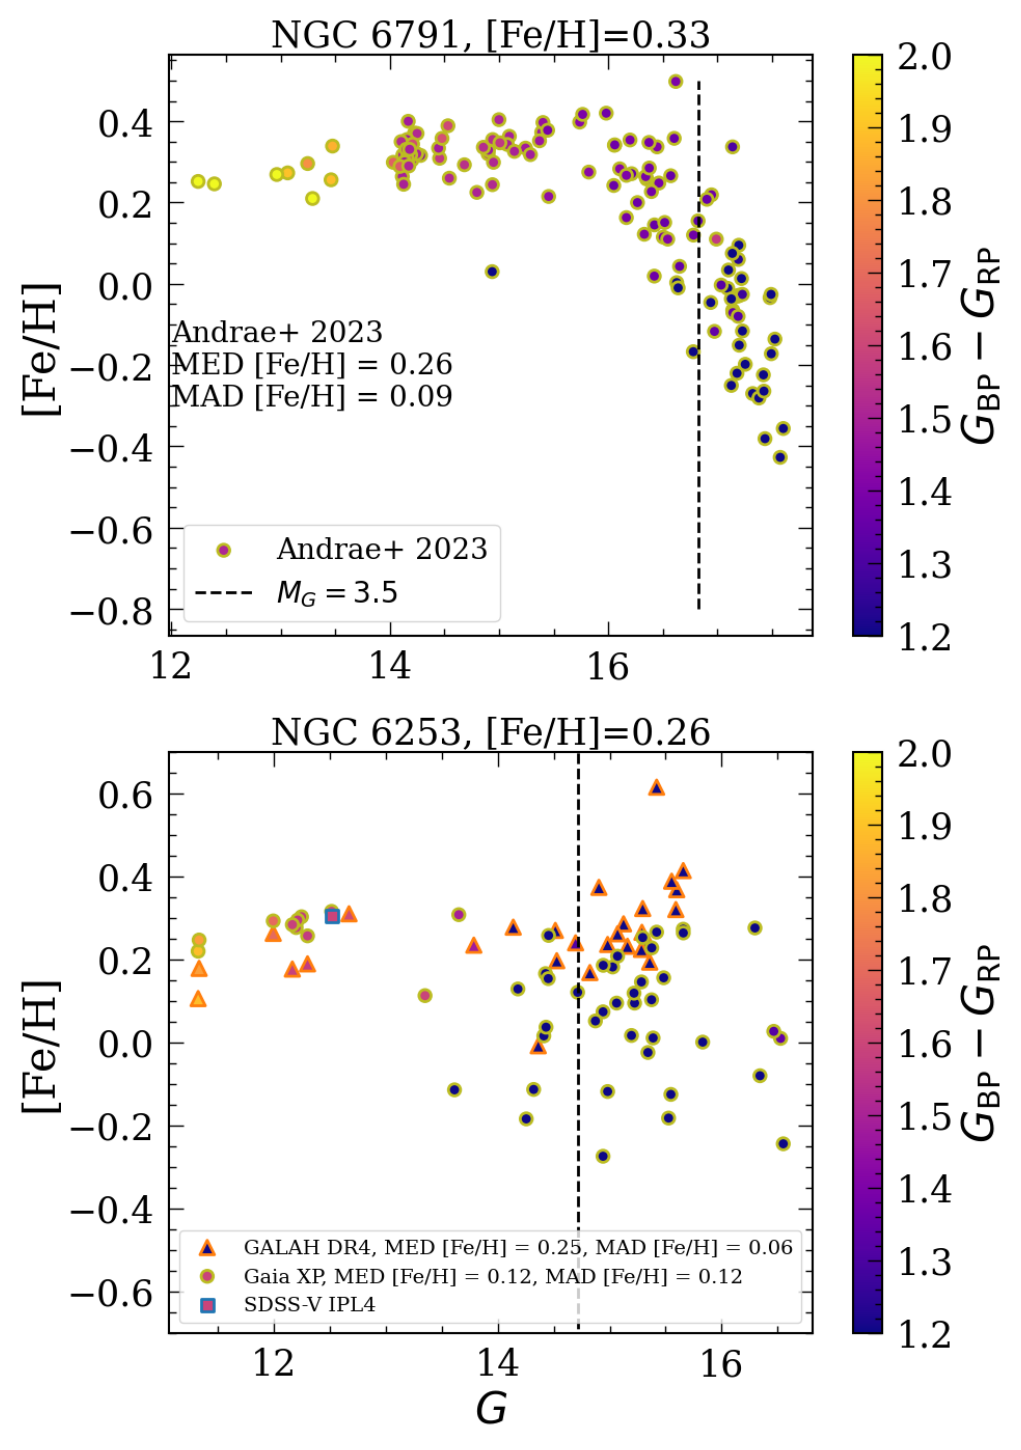 NGC 6791, [Fe/H]=0.33
0.4
0.2
0.0
−0.2
−0.4
−0.6
−0.8
[Fe/H]
Andrae+ 2023
MED [Fe/H] = 0.26
MAD [Fe/H] = 0.09
Andrae+ 2023
M_G = 3.5
12 14 16
2.0
1.9
1.8
1.7
1.6
1.5
1.4
1.3
1.2
G_BP − G_RP
NGC 6253, [Fe/H]=0.26
0.6
0.4
0.2
0.0
−0.2
−0.4
−0.6
[Fe/H]
GALAH DR4, MED [Fe/H] = 0.25, MAD [Fe/H] = 0.06
Gaia XP, MED [Fe/H] = 0.12, MAD [Fe/H] = 0.12
SDSS-V IPL4
12 14 16
G
2.0
1.9
1.8
1.7
1.6
1.5
1.4
1.3
1.2
G_BP − G_RP